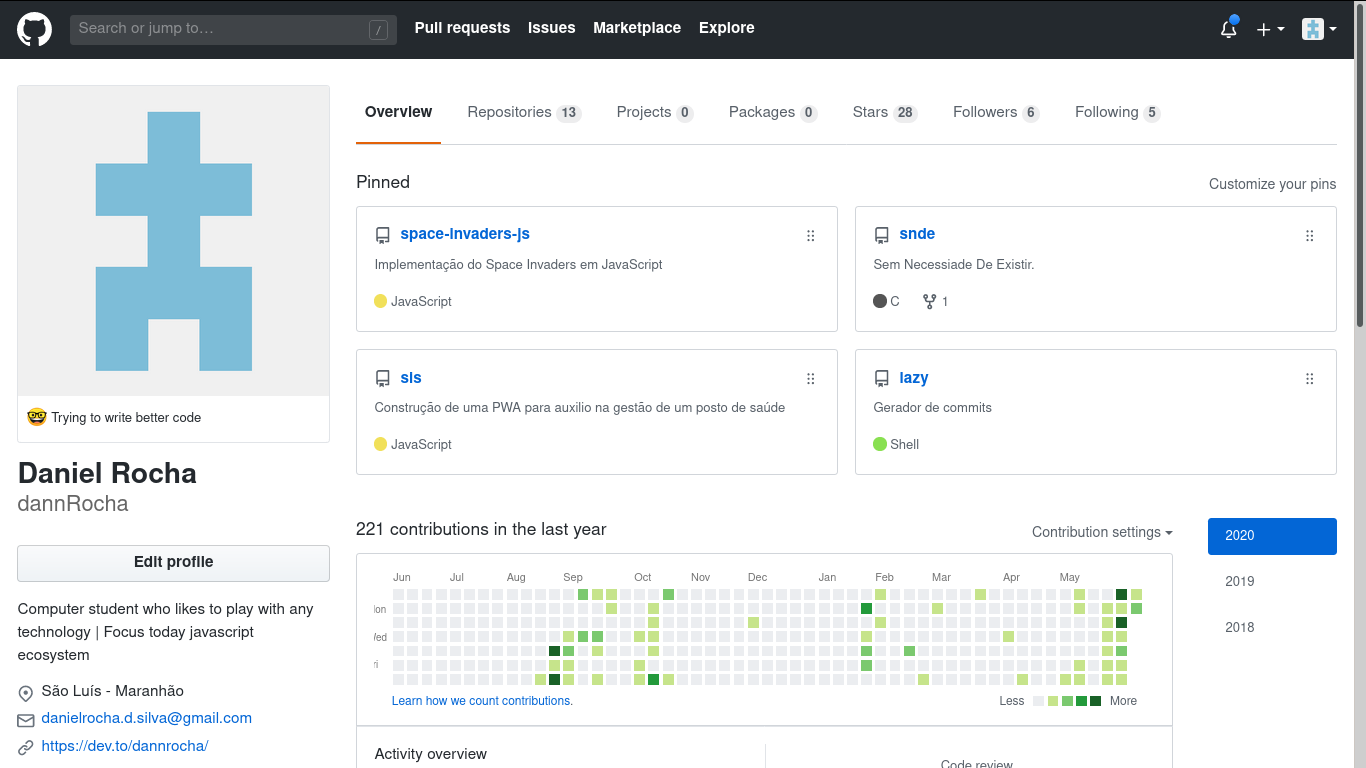 Search or jump to…
/
Pull requests Issues Marketplace Explore
Overview Repositories 13 Projects 0 Packages 0 Stars 28 Followers 6 Following 5
Pinned
Customize your pins
space-invaders-js
Implementação do Space Invaders em JavaScript
JavaScript
snde
Sem Necessiade De Existir.
C 1
sis
Construção de uma PWA para auxilio na gestão de um posto de saúde
JavaScript
lazy
Gerador de commits
Shell
Trying to write better code
Daniel Rocha
dannRocha
Edit profile
Computer student who likes to play with any
technology | Focus today javascript
ecosystem
São Luís - Maranhão
danielrocha.d.silva@gmail.com
https://dev.to/dannrocha/
221 contributions in the last year
Contribution settings
2020
2019
2018
Jun Jul Aug Sep Oct Nov Dec Jan Feb Mar Apr May
Learn how we count contributions.
Less More
Activity overview
Code review